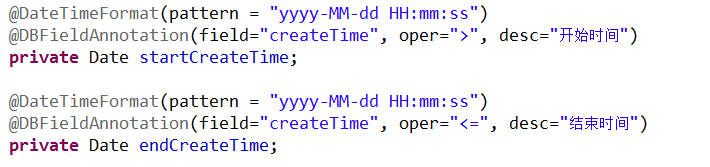 @DateTimeFormat(pattern = "yyyy-MM-dd HH:mm:ss")
@DBFieldAnnotation(field="createTime", oper=">", desc="开始时间")
private Date startCreateTime;
@DateTimeFormat(pattern = "yyyy-MM-dd HH:mm:ss")
@DBFieldAnnotation(field="createTime", oper="<=", desc="结束时间")
private Date endCreateTime;